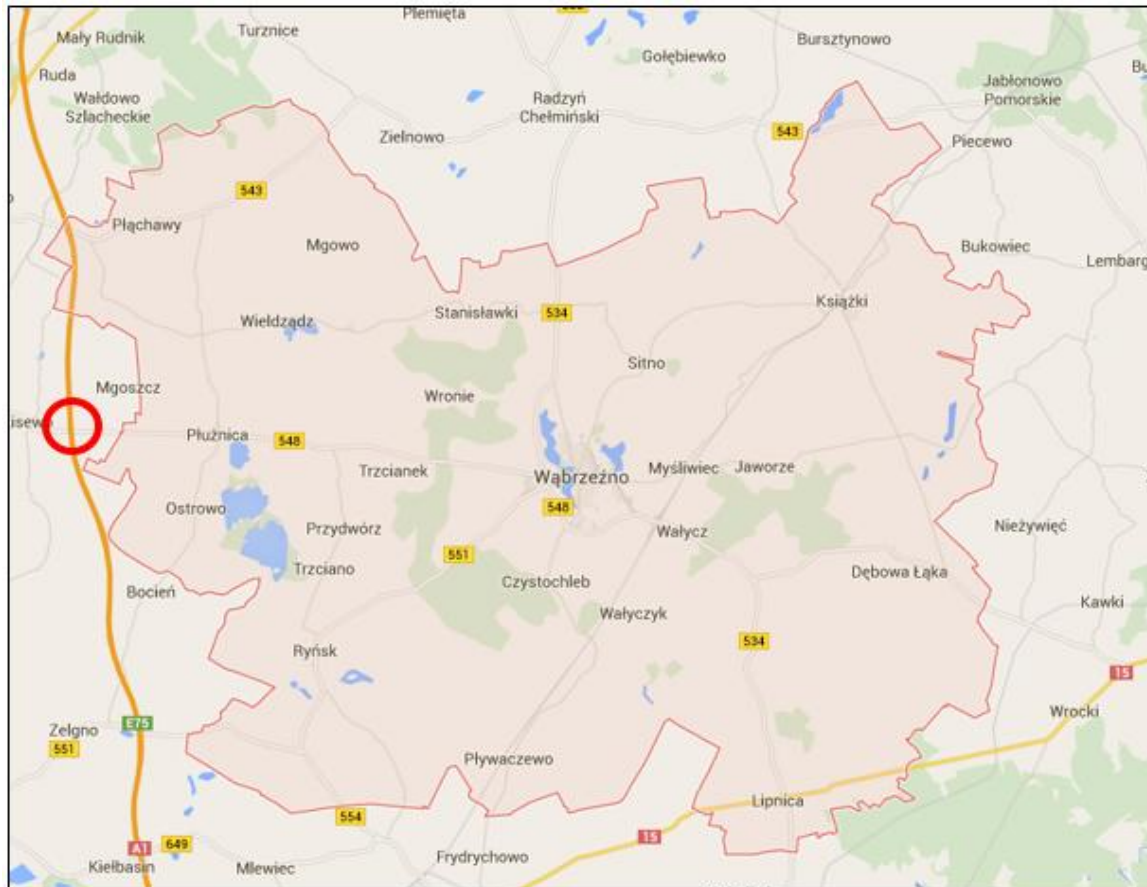 Plemięta
Turznice
Mały Rudnik
Bursztynowo
Gołębiewko
Ruda
Jabłonowo
Pomorskie
Wałdowo
Szlacheckie
Radzyń
Chełmiński
Zielnowo
543
Piecewo
543
Płąchawy
Mgowo
Bukowiec
Lembarg
Książki
Stanisławki
534
Wieldządz
Sitno
Mgoszcz
Wronie
Płużnica
548
Trzcianek
Wąbrzeźno
Myśliwiec
Jaworze
548
Ostrowo
Przydwórz
Wałycz
Nieżywięć
551
Trzciano
Czystochleb
Dębowa Łąka
Bocień
Kawki
Wałyczyk
534
Ryńsk
15
Wrocki
E75
Zelgno
551
Pływaczewo
Lipnica
554
15
649
A1
Frydrychowo
Kiełbasin
Mlewiec